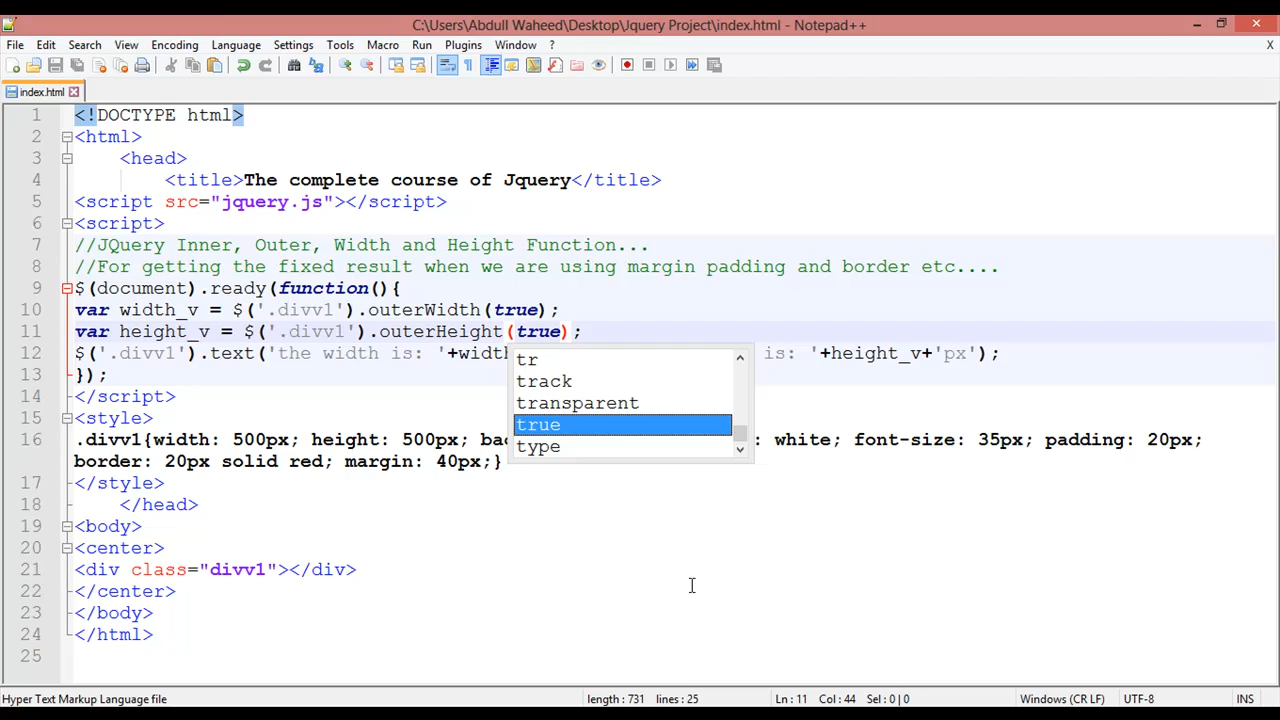 C:\Users\Abdull Waheed\Desktop\Jquery Project\index.html - Notepad++
File Edit Search View Encoding Language Settings Tools Macro Run Plugins Window ? X
index.html
1 <!DOCTYPE html>
2 <html>
3 <head>
4 <title>The complete course of Jquery</title>
5 <script src="jquery.js"></script>
6 <script>
7 //JQuery Inner, Outer, Width and Height Function...
8 //For getting the fixed result when we are using margin padding and border etc....
9 $(document).ready(function(){
10 var width_v = $('.divv1').outerWidth(true);
11 var height_v = $('.divv1').outerHeight(true);
12 $('.divv1').text('the width is: '+width is: '+height_v+'px');
tr
track
transparent
true
type
13 });
14 </script>
15 <style>
16 .divv1{width: 500px; height: 500px; bac : white; font-size: 35px; padding: 20px;
border: 20px solid red; margin: 40px;}
17 </style>
18 </head>
19 <body>
20 <center>
21 <div class="divv1"></div>
22 </center>
23 </body>
24 </html>
25
Hyper Text Markup Language file length : 731 lines : 25 Ln : 11 Col : 44 Sel : 0 | 0 Windows (CR LF) UTF-8 INS